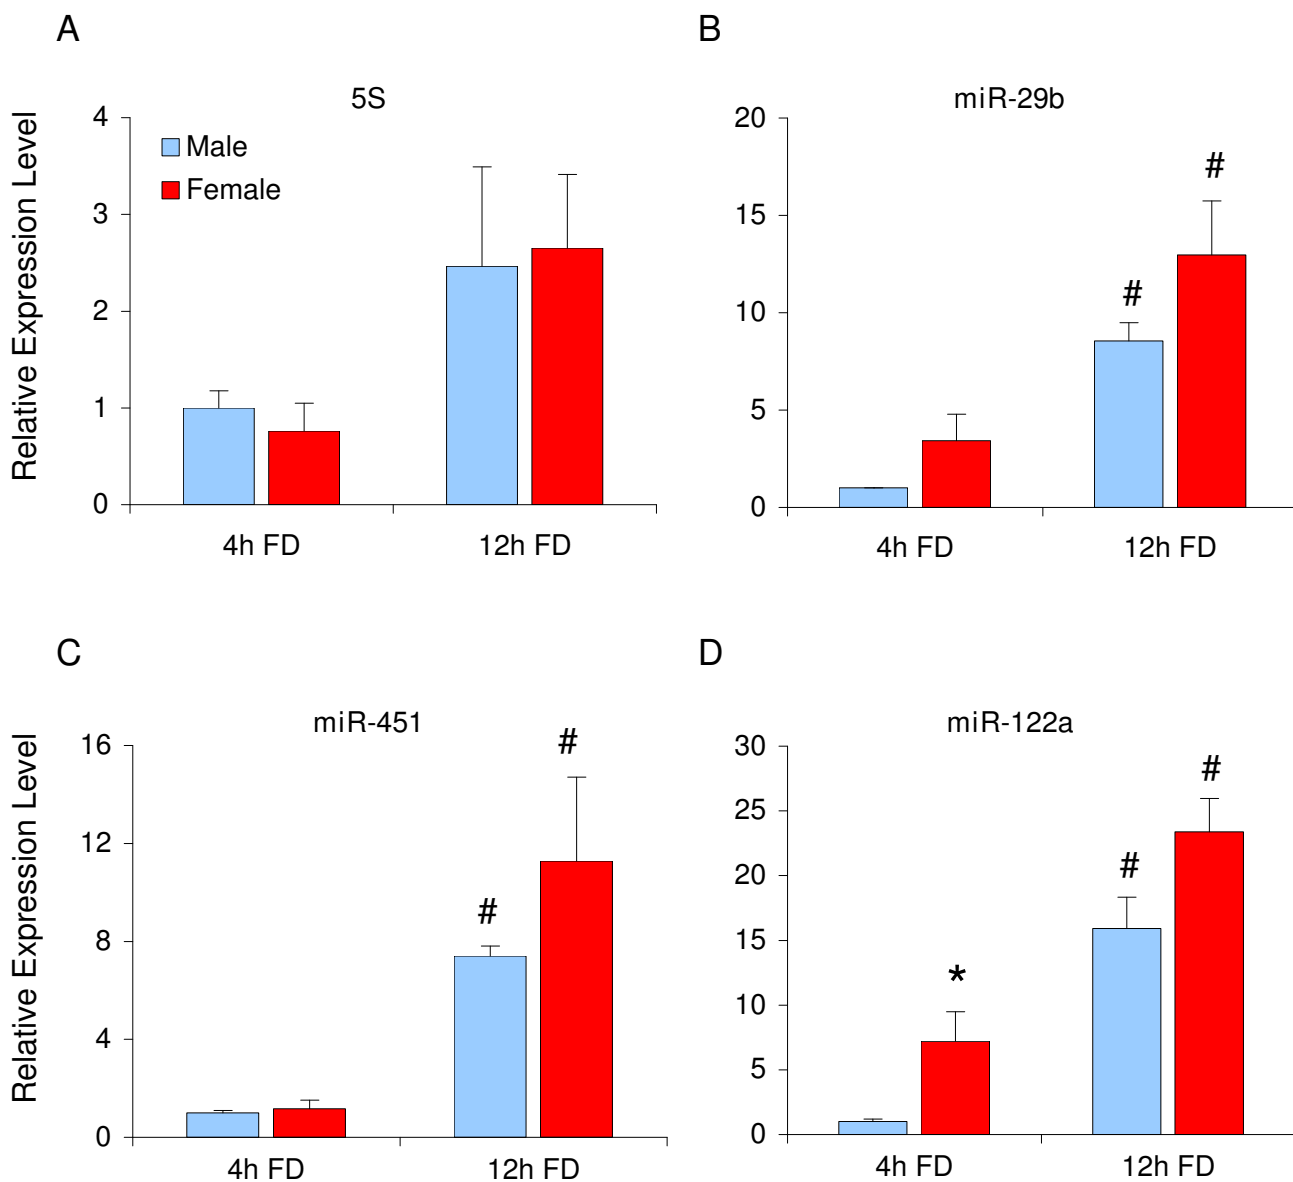 A
5S
Relative Expression Level
4
3
2
1
0
Male
Female
4h FD
12h FD
B
miR-29b
20
15
10
5
0
#
#
4h FD
12h FD
C
miR-451
Relative Expression Level
16
12
8
4
0
#
#
4h FD
12h FD
D
miR-122a
30
25
20
15
10
5
0
*
#
#
4h FD
12h FD